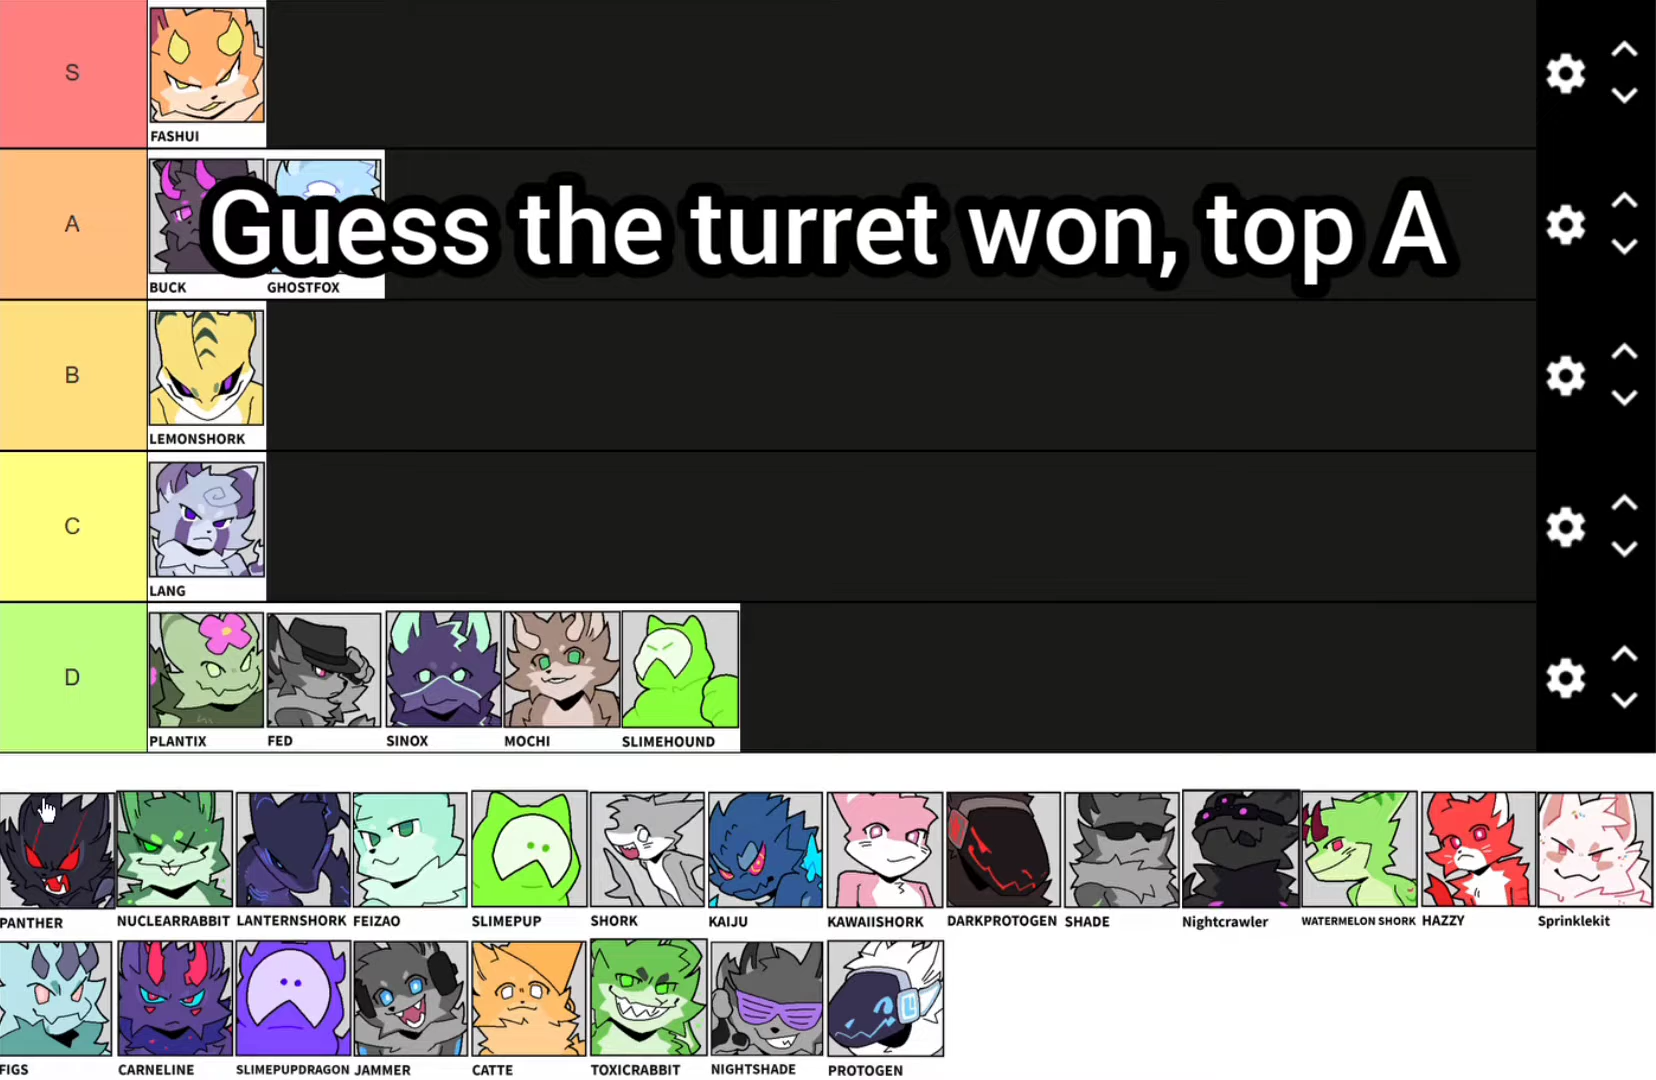 S
FASHUI
A
Guess the turret won, top A
BUCK GHOSTFOX
B
LEMONSHORK
C
LANG
D
PLANTIX FED SINOX MOCHI SLIMEHOUND
PANTHER NUCLEARRABBIT LANTERNSHORK FEIZAO SLIMEPUP SHORK KAIJU KAWAIISHORK DARKPROTOGEN SHADE Nightcrawler WATERMELON SHORK HAZZY Sprinklekit
FIGS CARNELINE SLIMEPUPDRAGON JAMMER CATTE TOXICRABBIT NIGHTSHADE PROTOGEN